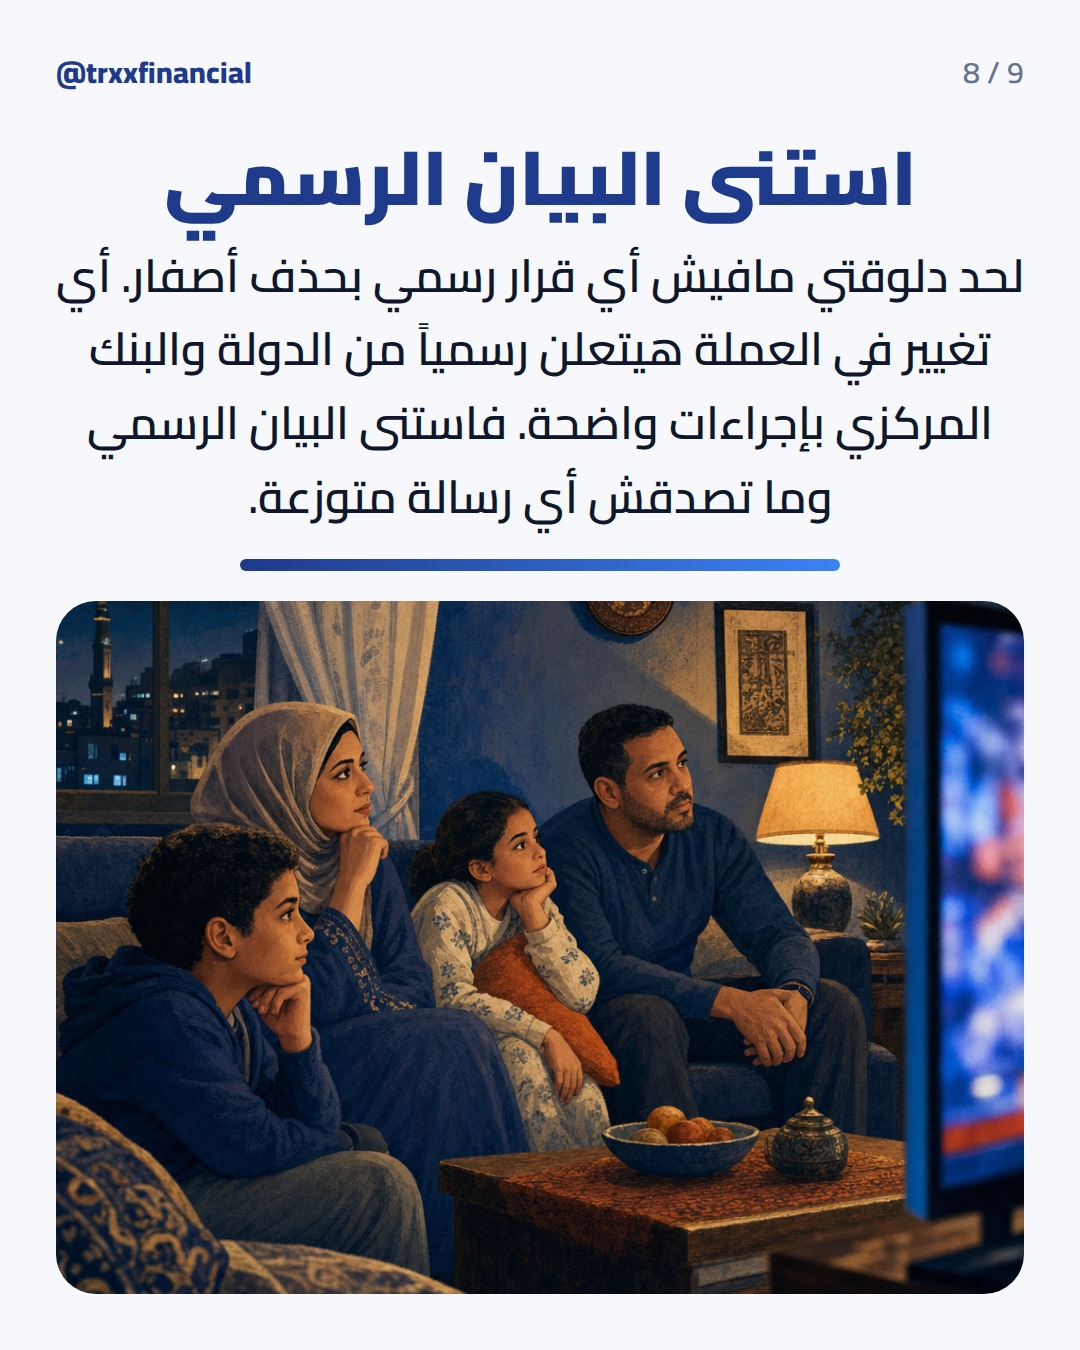 @trxxfinancial
8 / 9
استنى البيان الرسمي
لحد دلوقتي مافيش أي قرار رسمي بحذف أصفار. أي
تغيير في العملة هيتعلن رسمياً من الدولة والبنك
المركزي بإجراءات واضحة. فاستنى البيان الرسمي
وما تصدقش أي رسالة متوزعة.